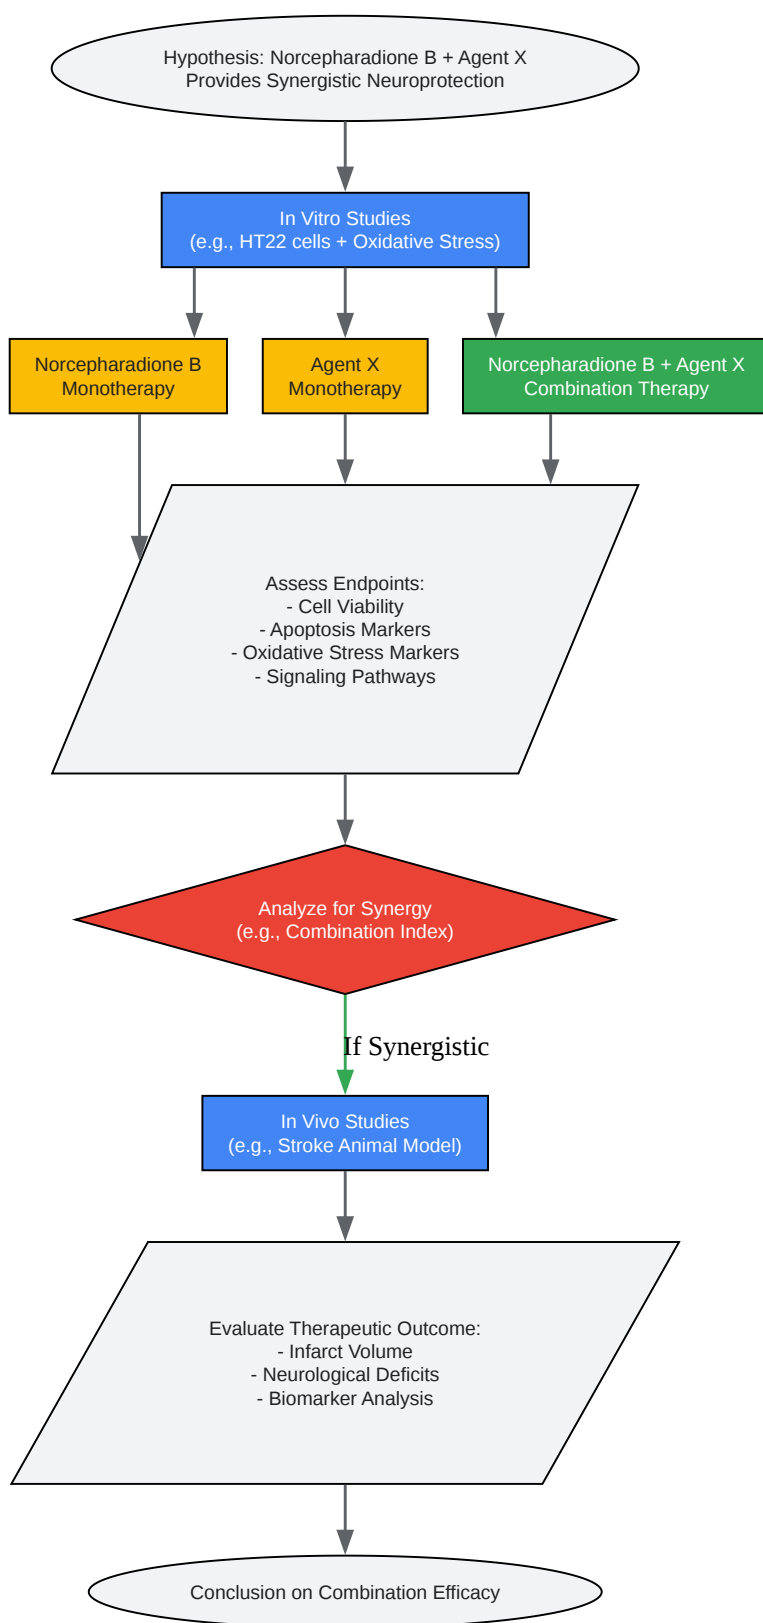 Hypothesis: Norcepharadione B + Agent X
Provides Synergistic Neuroprotection
In Vitro Studies
(e.g., HT22 cells + Oxidative Stress)
Norcepharadione B
Monotherapy
Agent X
Monotherapy
Norcepharadione B + Agent X
Combination Therapy
Assess Endpoints:
- Cell Viability
- Apoptosis Markers
- Oxidative Stress Markers
- Signaling Pathways
Analyze for Synergy
(e.g., Combination Index)
If Synergistic
In Vivo Studies
(e.g., Stroke Animal Model)
Evaluate Therapeutic Outcome:
- Infarct Volume
- Neurological Deficits
- Biomarker Analysis
Conclusion on Combination Efficacy